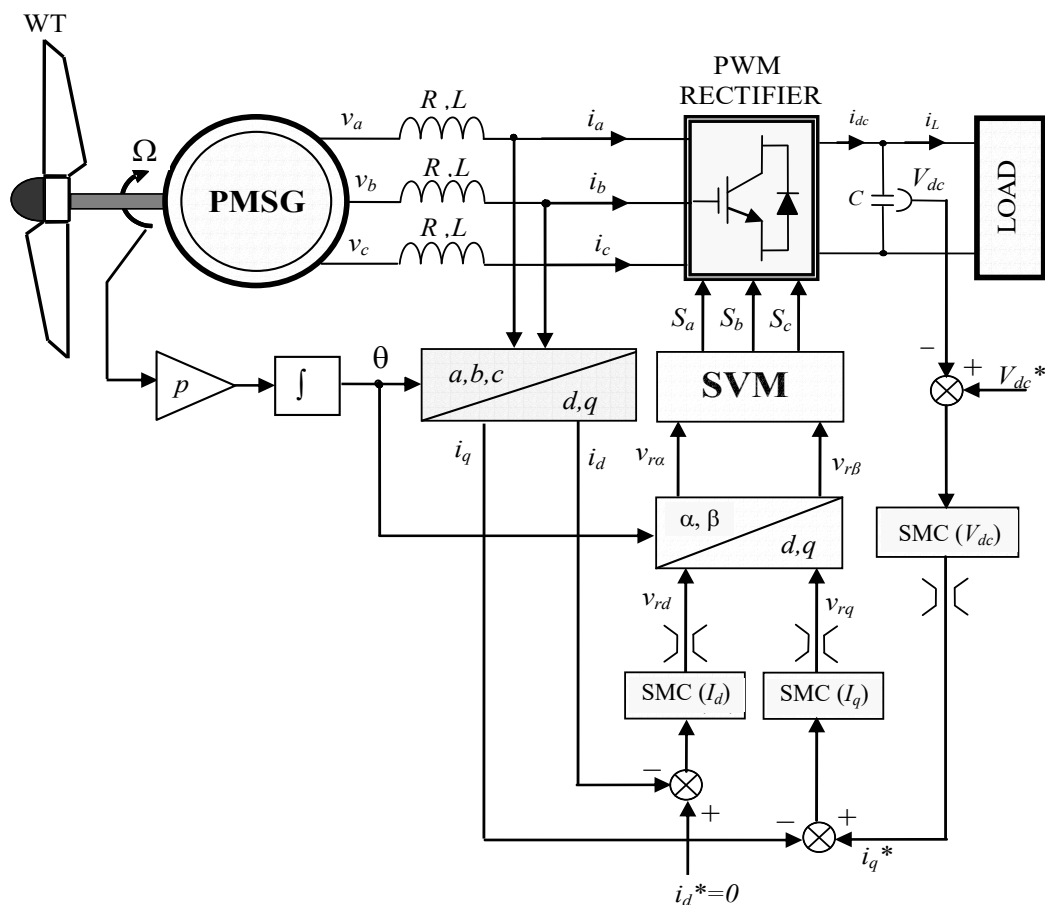 WT
PWM
RECTIFIER
R ,L
v_a
i_a
i_dc
i_L
Ω
R ,L
v_b
i_b
V_dc
PMSG
C
LOAD
R ,L
v_c
i_c
S_a
S_b
S_c
−
θ
a,b,c
d,q
SVM
+
V_dc*
p
∫
i_q
i_d
v_rα
v_rβ
α, β
d,q
SMC (V_dc)
v_rd
v_rq
SMC (I_d)
SMC (I_q)
−
+
−
+
i_q*
i_d*=0